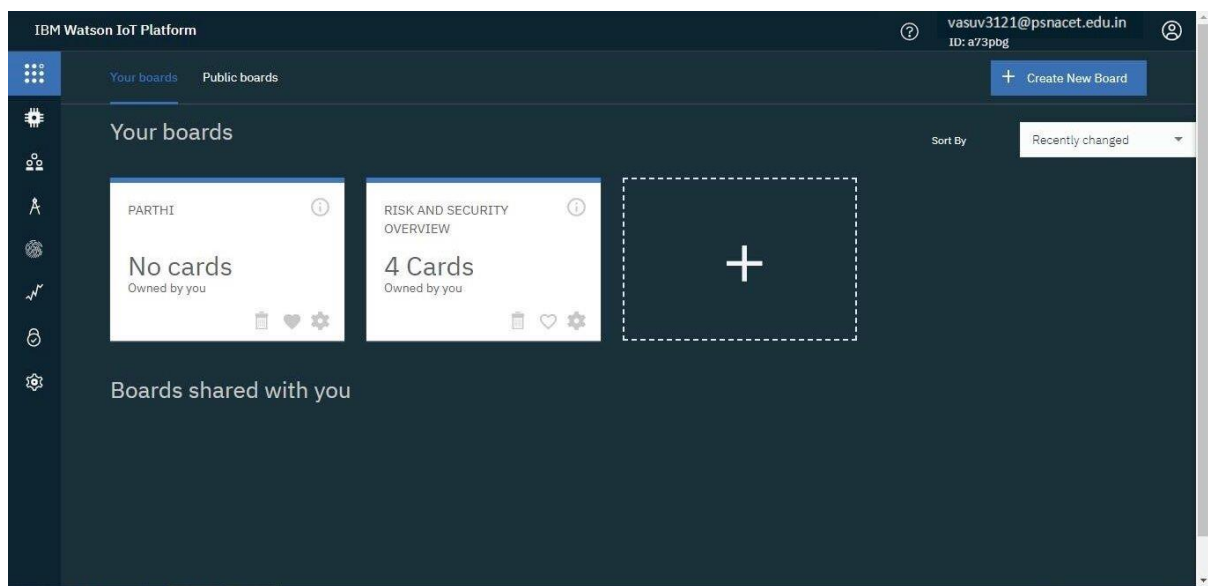 IBM Watson IoT Platform
vasuv3121@psnacet.edu.in
ID: a73pbg
Your boards
Public boards
+ Create New Board
Your boards
Sort By
Recently changed
PARTHI
No cards
Owned by you
RISK AND SECURITY
OVERVIEW
4 Cards
Owned by you
Boards shared with you